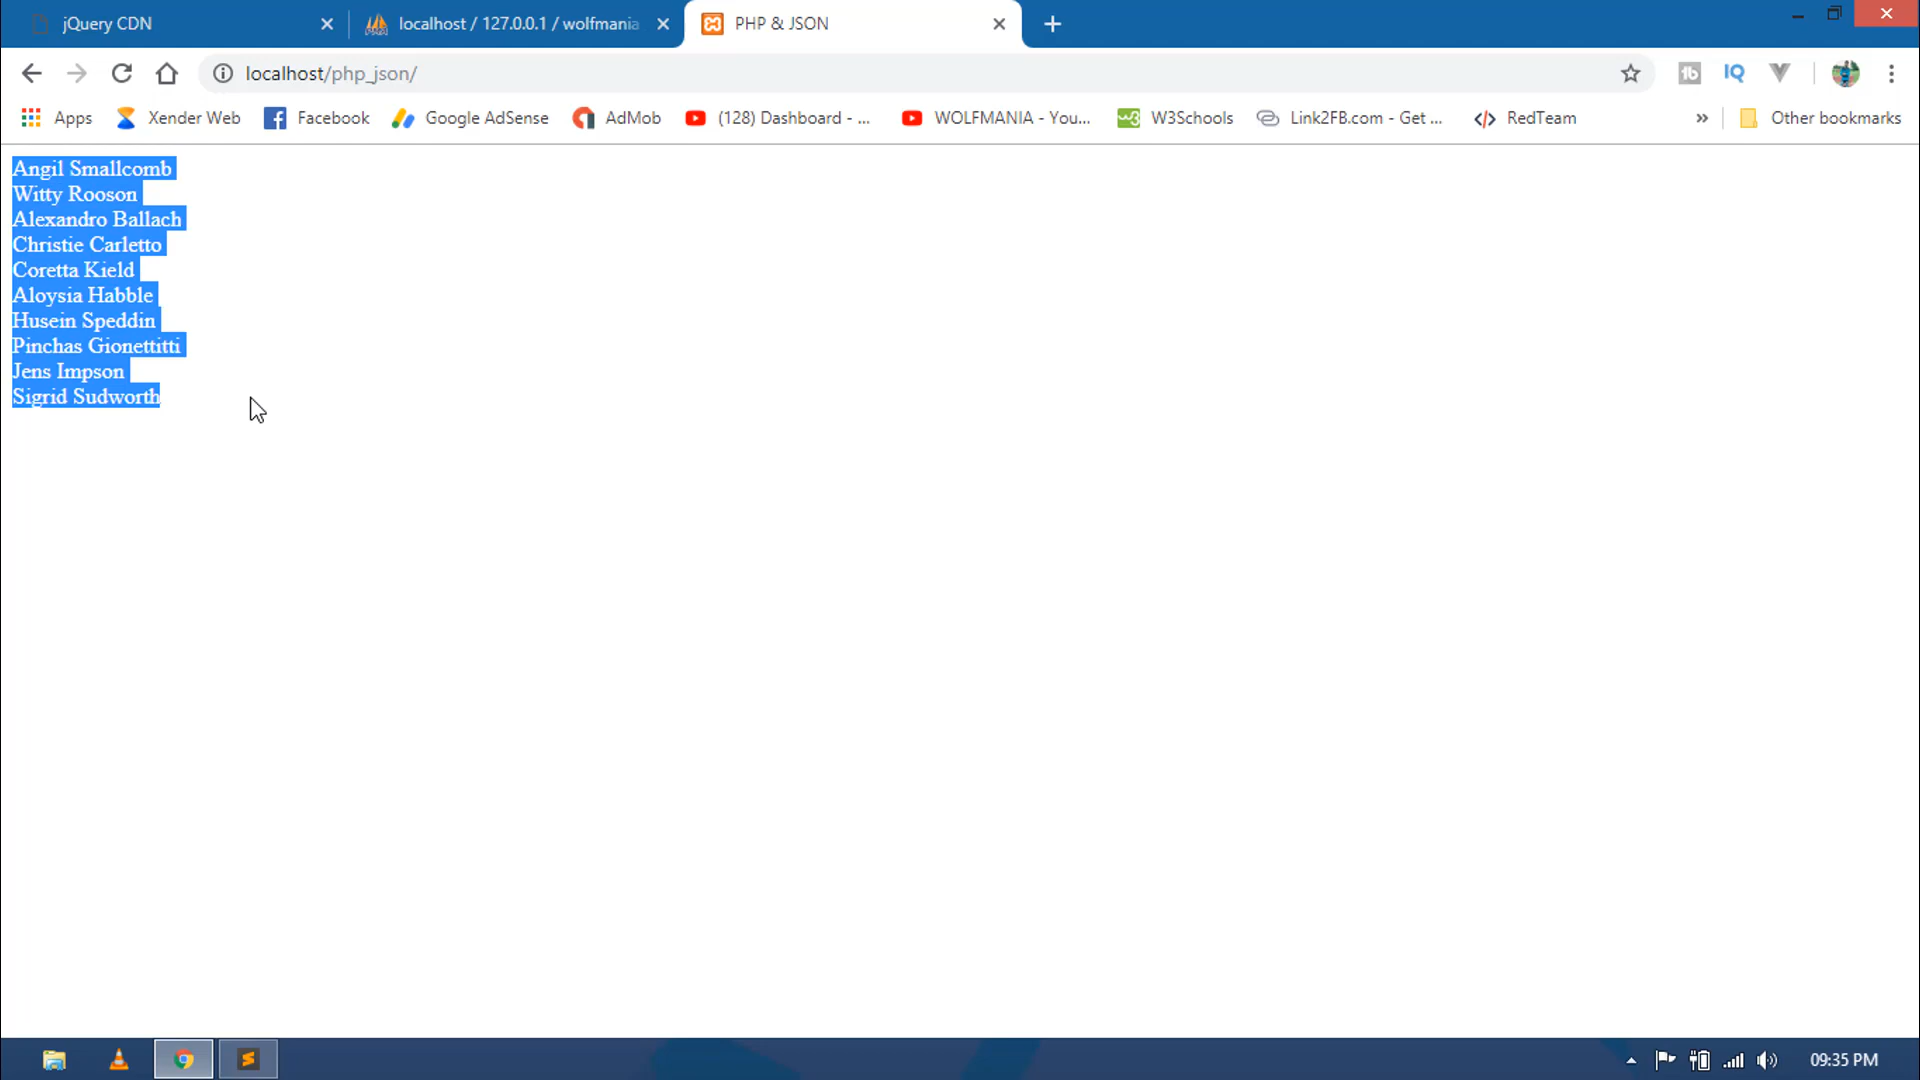 jQuery CDN
localhost / 127.0.0.1 / wolfmania
PHP & JSON
localhost/php_json/
IQ
Apps
Xender Web
Facebook
Google AdSense
AdMob
(128) Dashboard - ...
WOLFMANIA - You...
W3Schools
Link2FB.com - Get ...
RedTeam
»
Other bookmarks
Angil Smallcomb
Witty Rooson
Alexandro Ballach
Christie Carletto
Coretta Kield
Aloysia Habble
Husein Speddin
Pinchas Gionettitti
Jens Impson
Sigrid Sudworth
09:35 PM